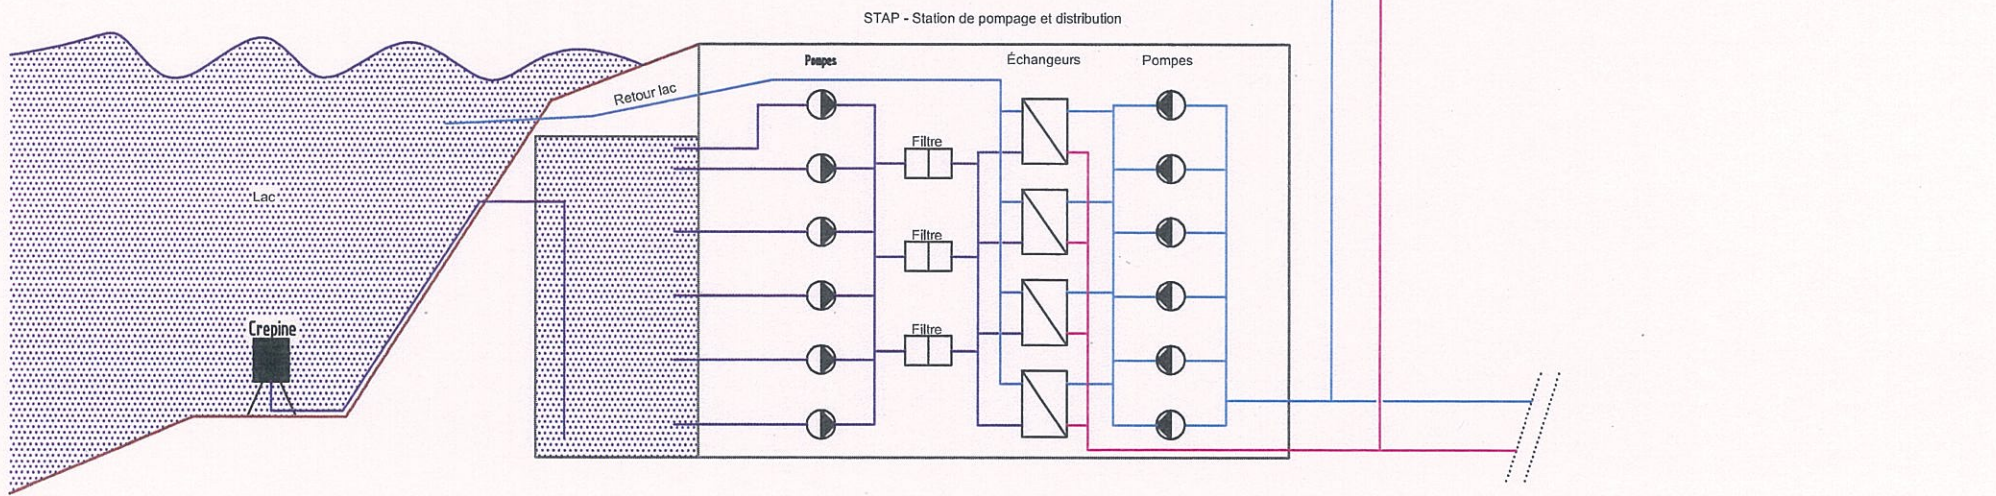 STAP - Station de pompage et distribution
Pompes
Échangeurs
Pompes
Retour lac
Filtre
Lac
Filtre
Crepine
Filtre